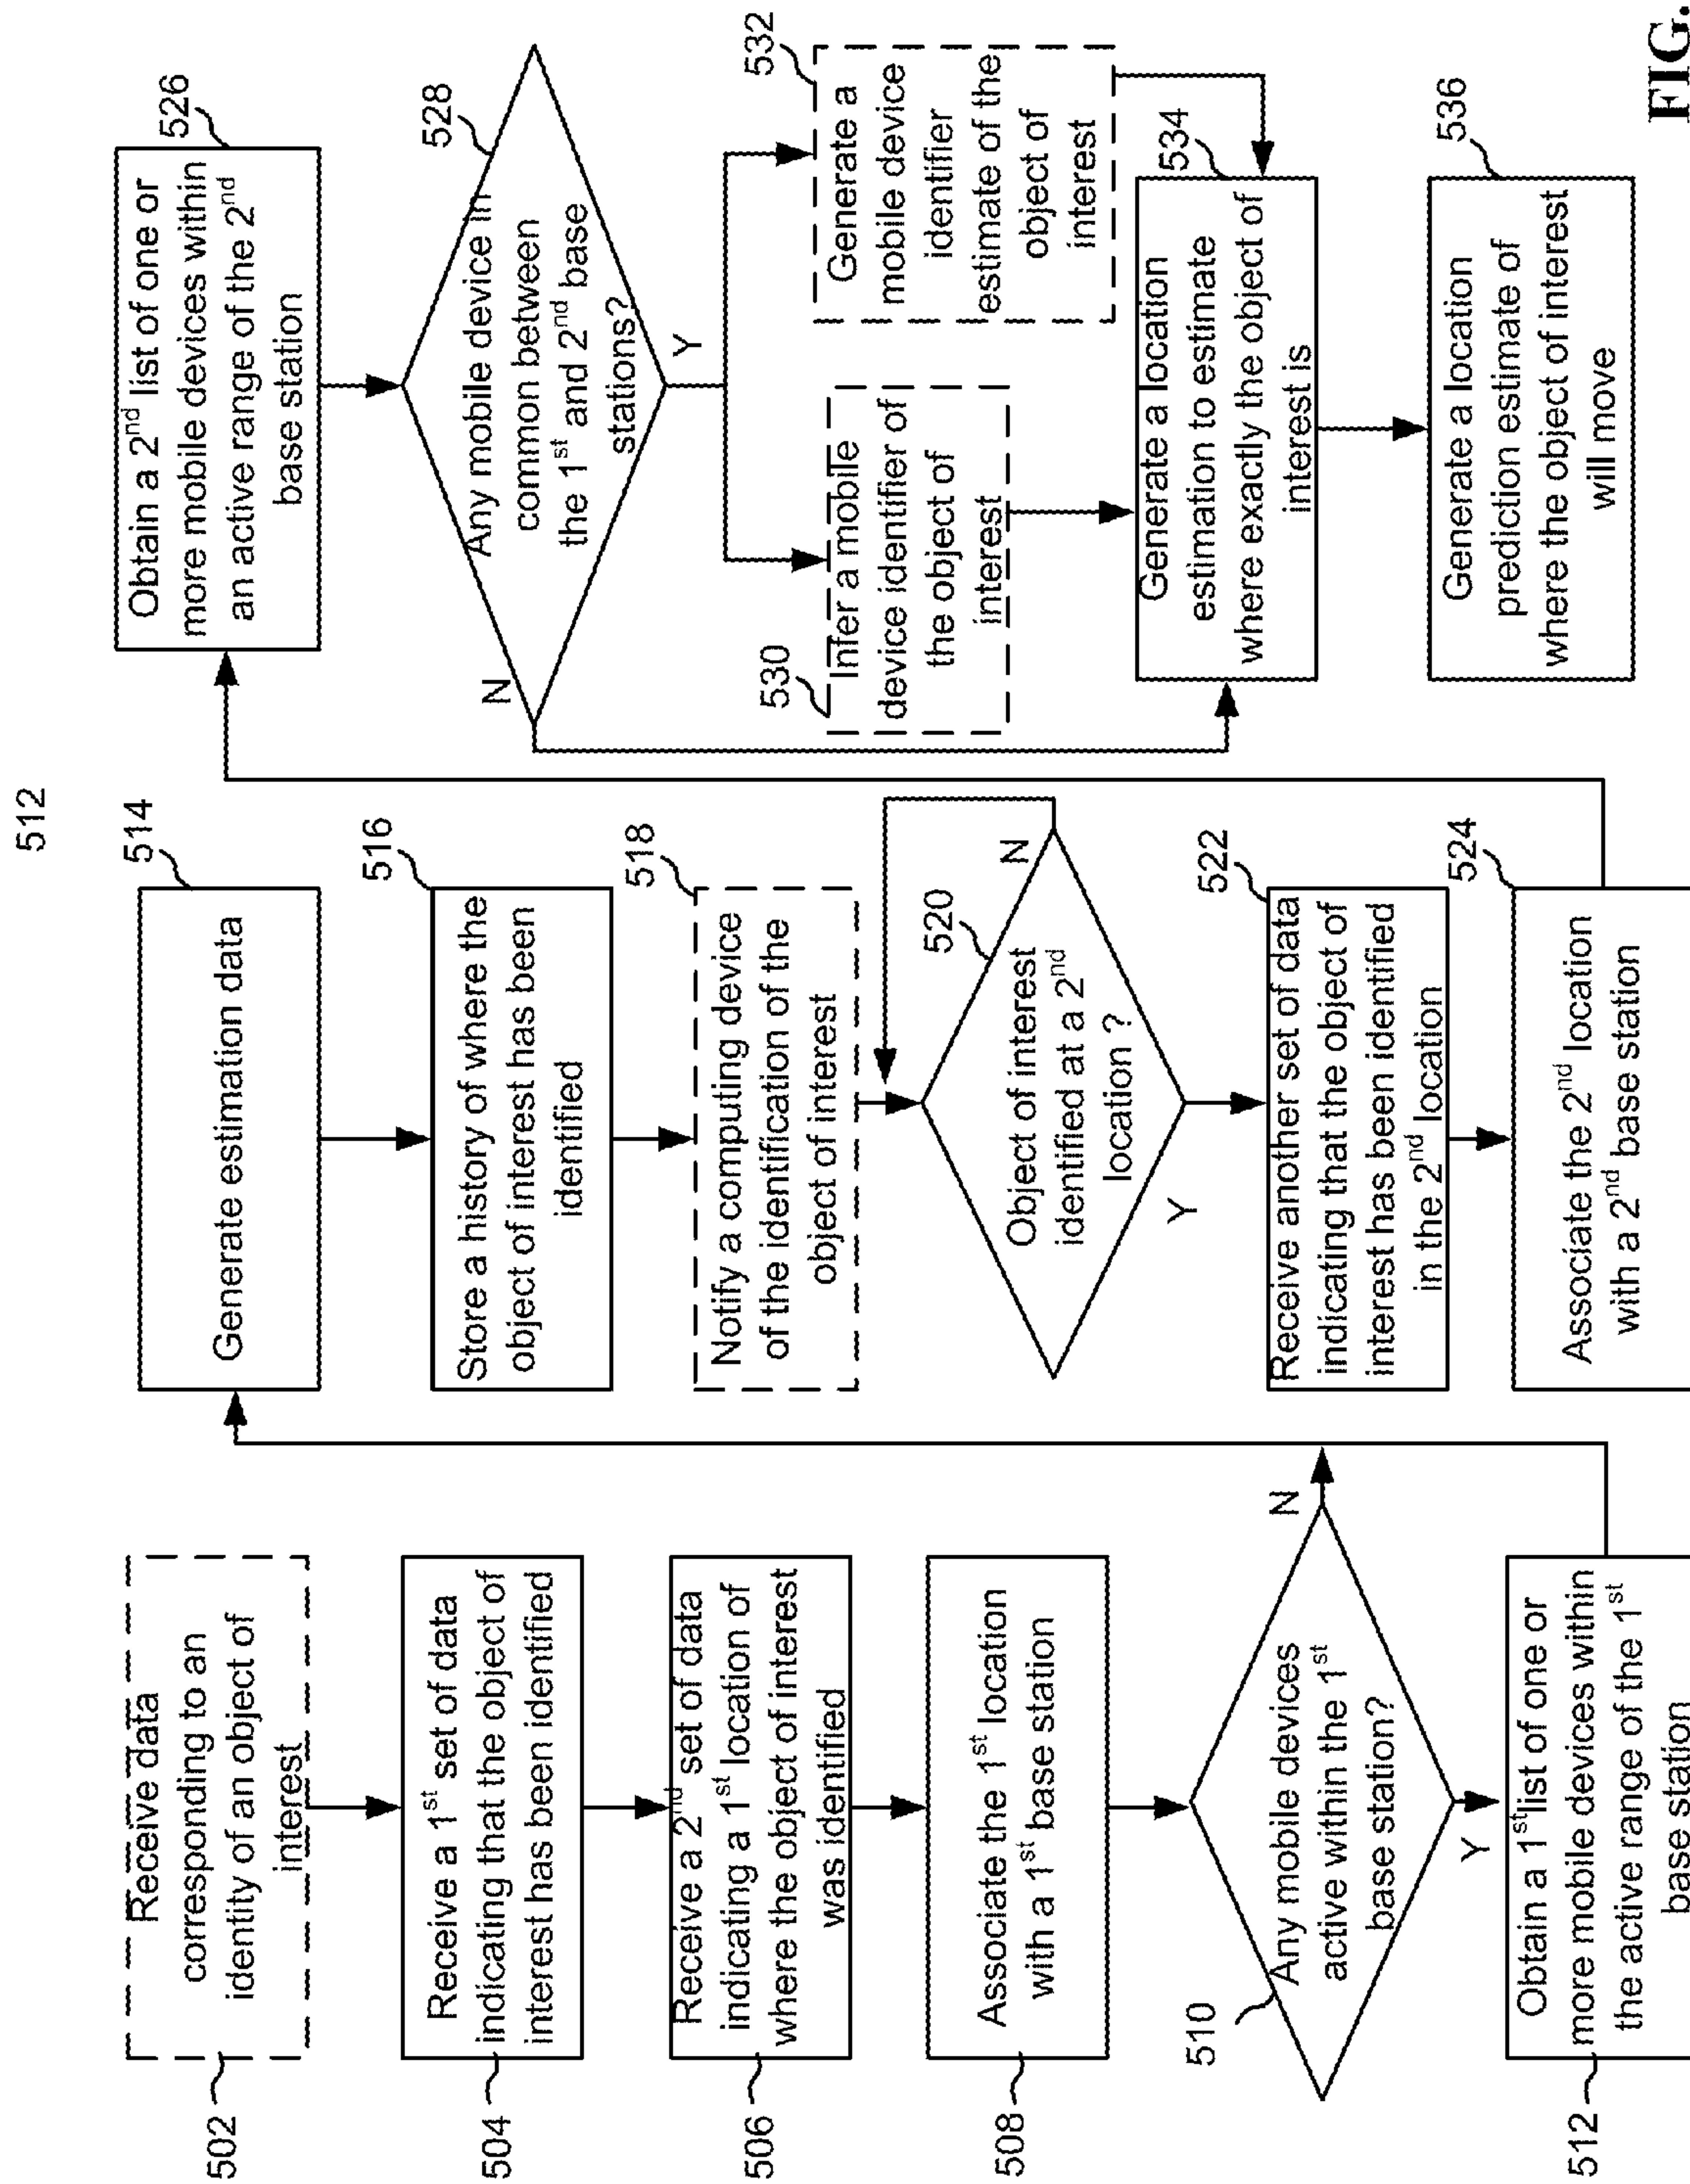 512
502
Receive data
corresponding to an
identity of an object of
interest
504
Receive a 1st set of data
indicating that the object of
interest has been identified
506
Receive a 2nd set of data
indicating a 1st location of
where the object of interest
was identified
508
Associate the 1st location
with a 1st base station
510
Any mobile devices
active within the 1st
base station?
N
Y
512
Obtain a 1st list of one or
more mobile devices within
the active range of the 1st
base station
514
Generate estimation data
516
Store a history of where the
object of interest has been
identified
518
Notify a computing device
of the identification of the
object of interest
520
Object of interest
identified at a 2nd
location ?
N
Y
522
Receive another set of data
indicating that the object of
interest has been identified
in the 2nd location
524
Associate the 2nd location
with a 2nd base station
526
Obtain a 2nd list of one or
more mobile devices within
an active range of the 2nd
base station
528
Any mobile device in
common between
the 1st and 2nd base
stations?
N
Y
530
Infer a mobile
device identifier of
the object of
interest
532
Generate a
mobile device
identifier
estimate of the
object of
interest
534
Generate a location
estimation to estimate
where exactly the object of
interest is
536
Generate a location
prediction estimate of
where the object of interest
will move
FIG.